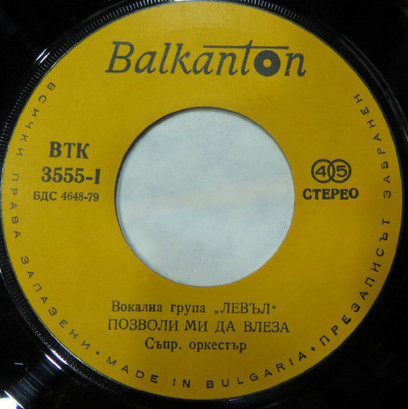 Balkanton
ВТК
3555-I
БДС 4648-79
45
СТЕРЕО
Вокална група „ЛЕВЪЛ"
ПОЗВОЛИ МИ ДА ВЛЕЗА
Съпр. оркестър
ВСИЧКИ ПРАВА ЗАПАЗЕНИ • MADE IN BULGARIA • ПРЕЗАПИСЪТ ЗАБРАНЕН